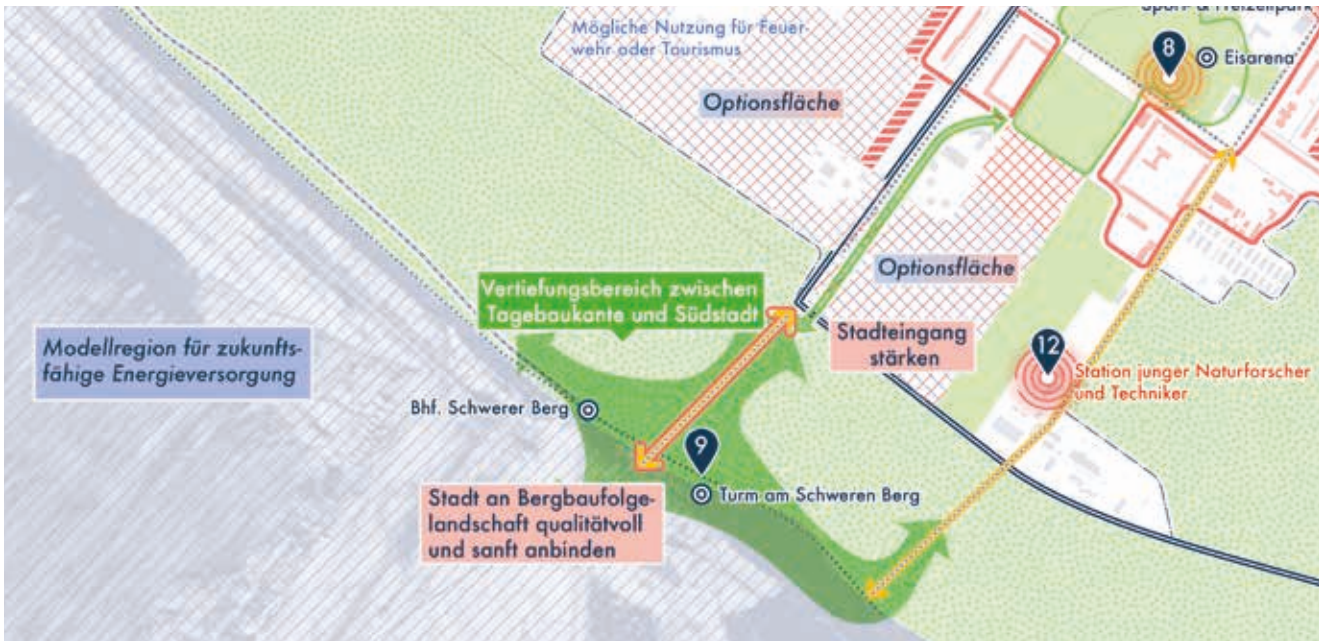 Sport- & Freizeitpark
Mögliche Nutzung für Feuer-
wehr oder Tourismus
8
Eisarena
Optionsfläche
Optionsfläche
Vertiefungsbereich zwischen
Tagebaukante und Südstadt
Stadteingang
stärken
Modellregion für zukunfts-
fähige Energieversorgung
12
Station junger Naturforscher
und Techniker
Bhf. Schwerer Berg
9
Turm am Schweren Berg
Stadt an Bergbaufolge-
landschaft qualitätvoll
und sanft anbinden